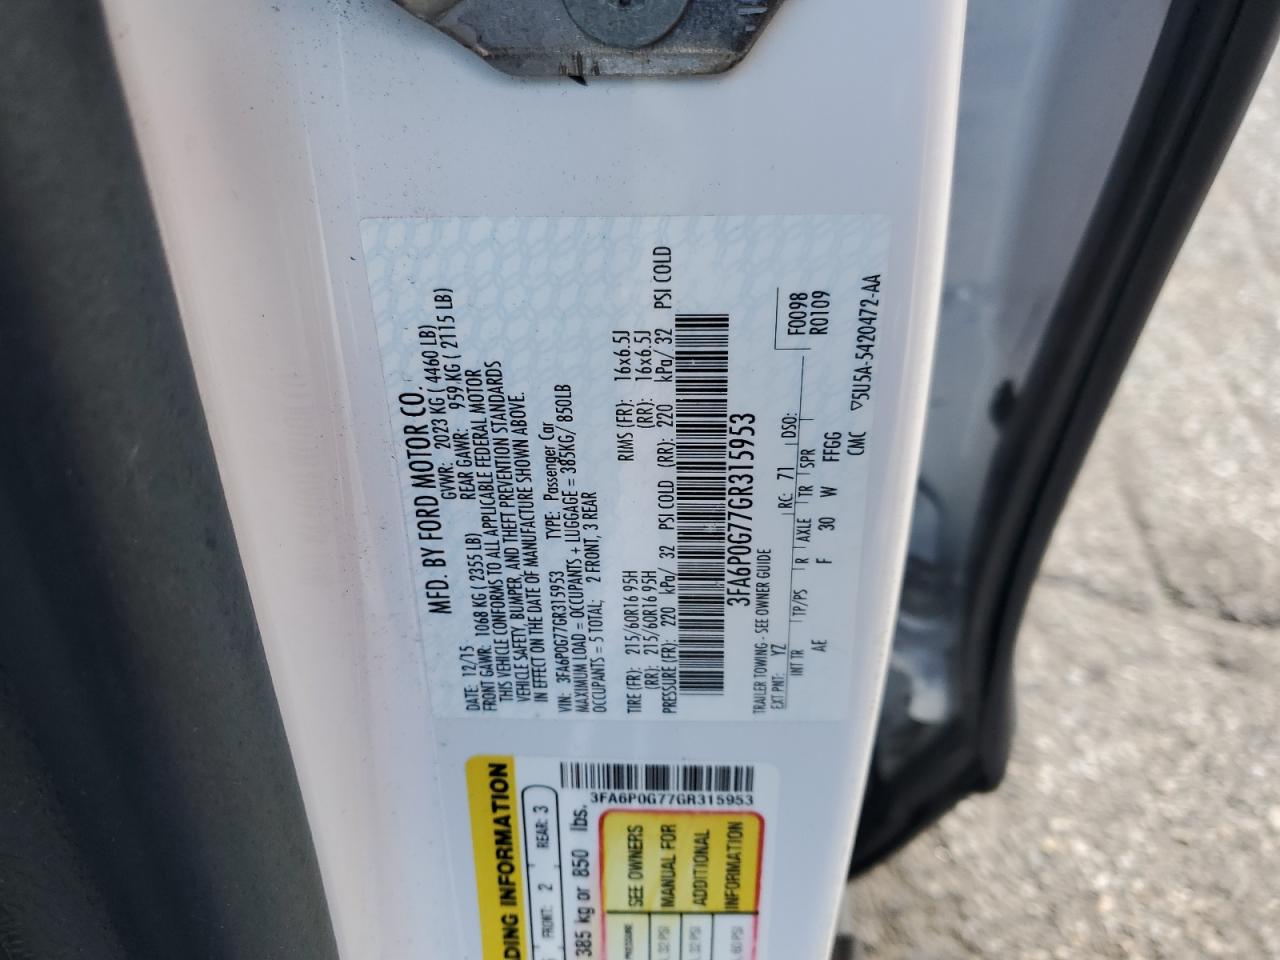 MFD. BY FORD MOTOR CO.
DATE: 12/15 GVWR: 2023 KG ( 4460 LB)
FRONT GAWR: 1068 KG ( 2355 LB) REAR GAWR: 959 KG ( 2115 LB)
THIS VEHICLE CONFORMS TO ALL APPLICABLE FEDERAL MOTOR
VEHICLE SAFETY, BUMPER, AND THEFT PREVENTION STANDARDS
IN EFFECT ON THE DATE OF MANUFACTURE SHOWN ABOVE.
VIN: 3FA6P0G77GR315953 TYPE: Passenger Car
MAXIMUM LOAD = OCCUPANTS + LUGGAGE = 385KG/ 850LB
OCCUPANTS = 5 TOTAL; 2 FRONT, 3 REAR
TIRE (FR): 215/60R16 95H RIMS (FR): 16x6.5J
(RR): 215/60R16 95H (RR): 16x6.5J
PRESSURE (FR): 220 kPa/ 32 PSI COLD (RR): 220 kPa/ 32 PSI COLD
3FA6P0G77GR315953
TRAILER TOWING - SEE OWNER GUIDE F0098
EXT PNT: YZ RC: 71 DSO: R0109
INT TR TP/PS R AXLE TR SPR
AE F 30 W FFGG
CMC ▽5U5A-5420472-AA
DING INFORMATION
FRONT: 2 REAR: 3
385 kg or 850 lbs.
3FA6P0G77GR315953
PRESSURE
32 PSI
32 PSI
60 PSI
SEE OWNERS
MANUAL FOR
ADDITIONAL
INFORMATION